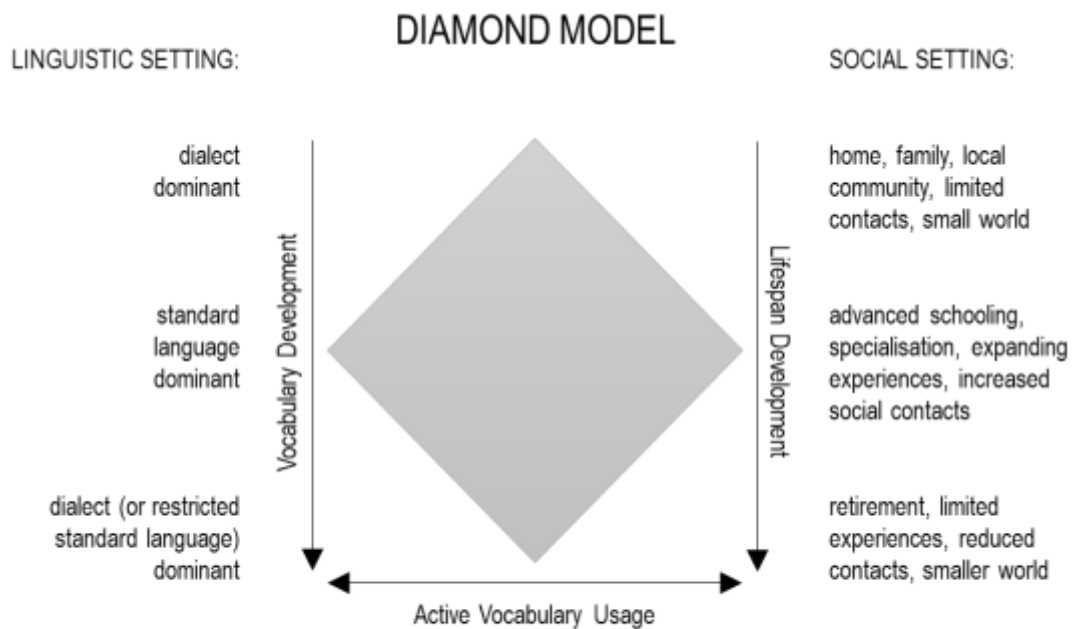 DIAMOND MODEL
LINGUISTIC SETTING:
dialect
dominant
standard
language
dominant
dialect (or restricted
standard language)
dominant
Vocabulary Development
Lifespan Development
SOCIAL SETTING:
home, family, local
community, limited
contacts, small world
advanced schooling,
specialisation, expanding
experiences, increased
social contacts
retirement, limited
experiences, reduced
contacts, smaller world
Active Vocabulary Usage